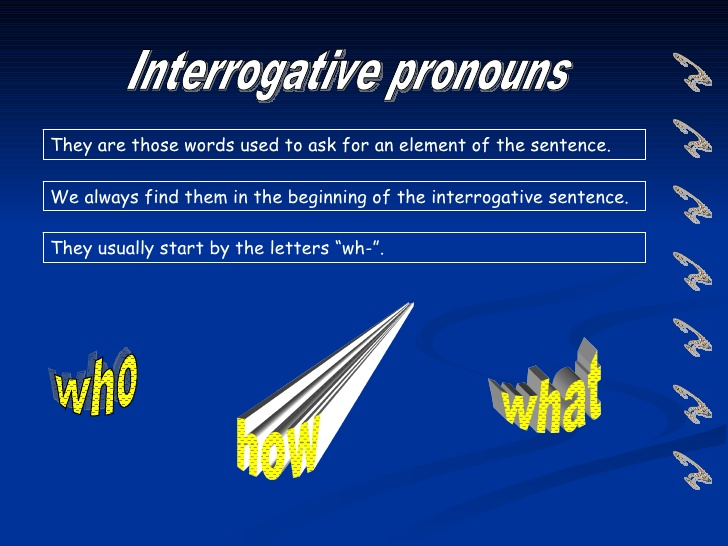 Interrogative pronouns
They are those words used to ask for an element of the sentence.
We always find them in the beginning of the interrogative sentence.
They usually start by the letters “wh-”.
who
how
what